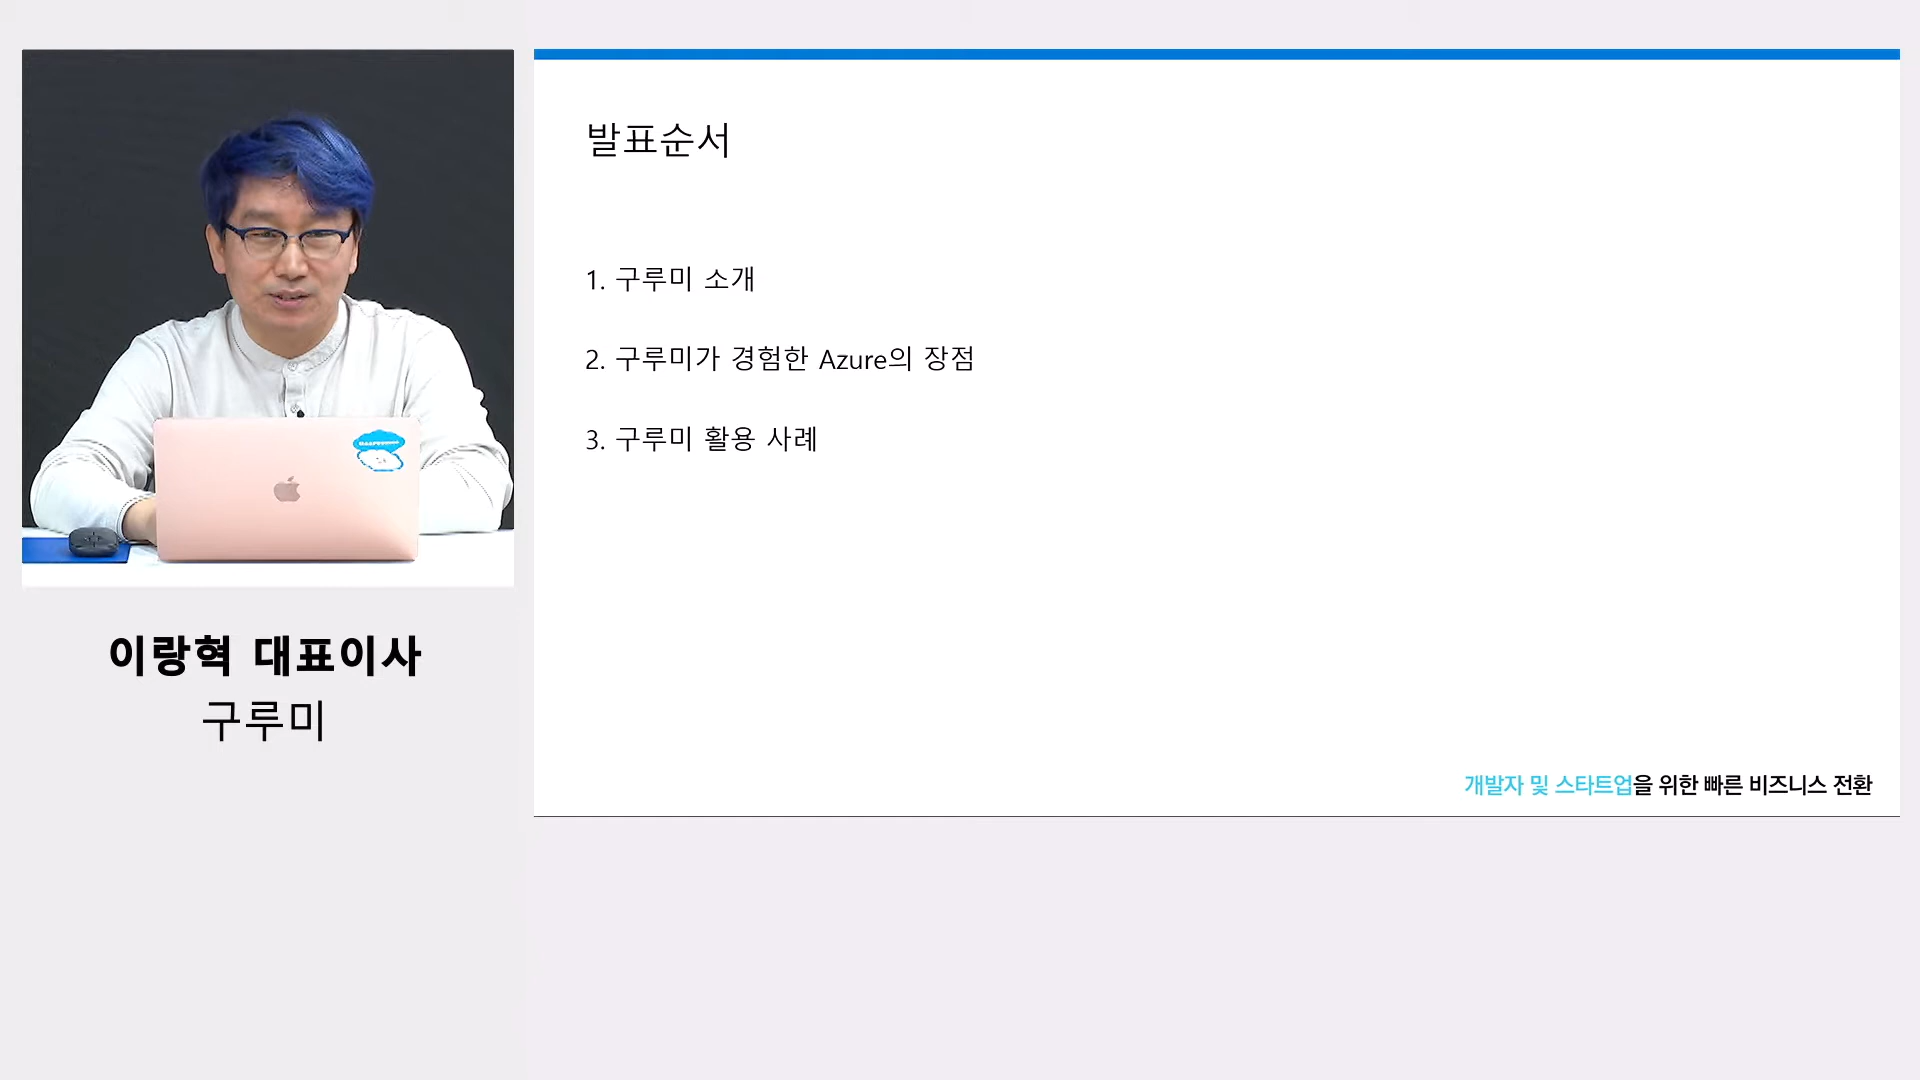 발표순서
1. 구루미 소개
2. 구루미가 경험한 Azure의 장점
3. 구루미 활용 사례
개발자 및 스타트업을 위한 빠른 비즈니스 전환
이랑혁 대표이사
구루미